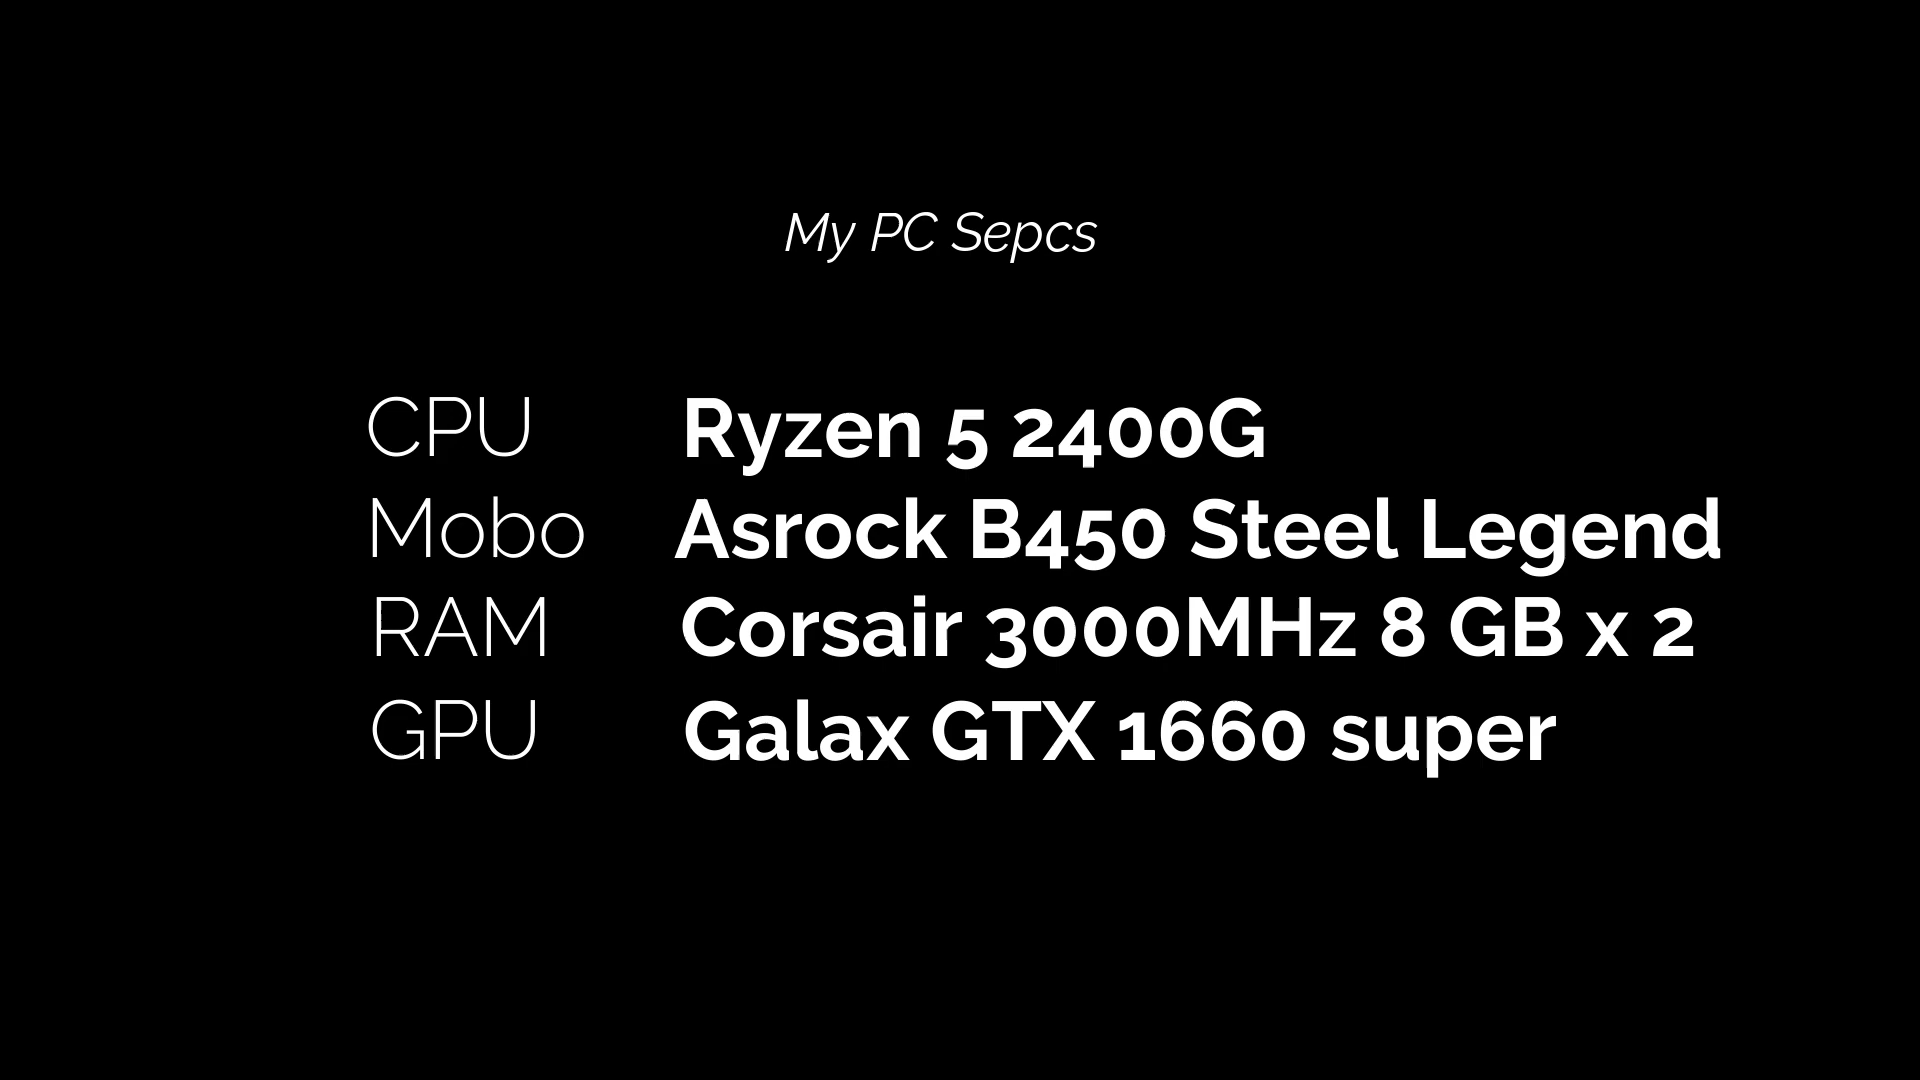 My PC Sepcs
CPU Ryzen 5 2400G
Mobo Asrock B450 Steel Legend
RAM Corsair 3000MHz 8 GB x 2
GPU Galax GTX 1660 super